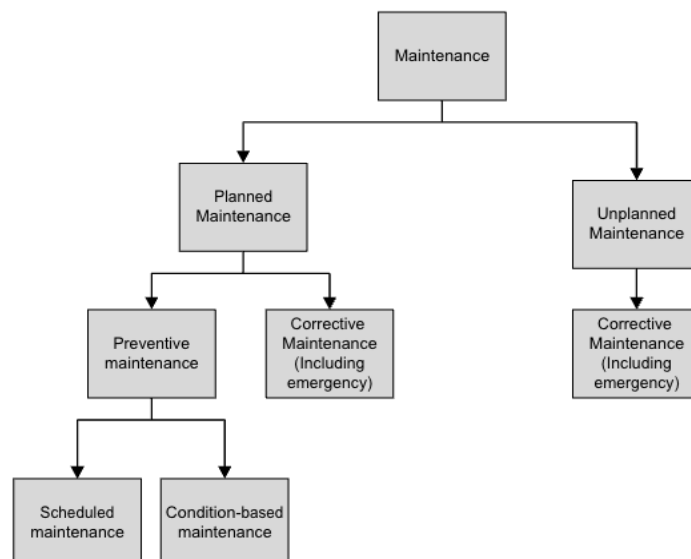 Maintenance
Planned
Maintenance
Unplanned
Maintenance
Preventive
maintenance
Corrective
Maintenance
(Including
emergency)
Corrective
Maintenance
(Including
emergency)
Scheduled
maintenance
Condition-based
maintenance